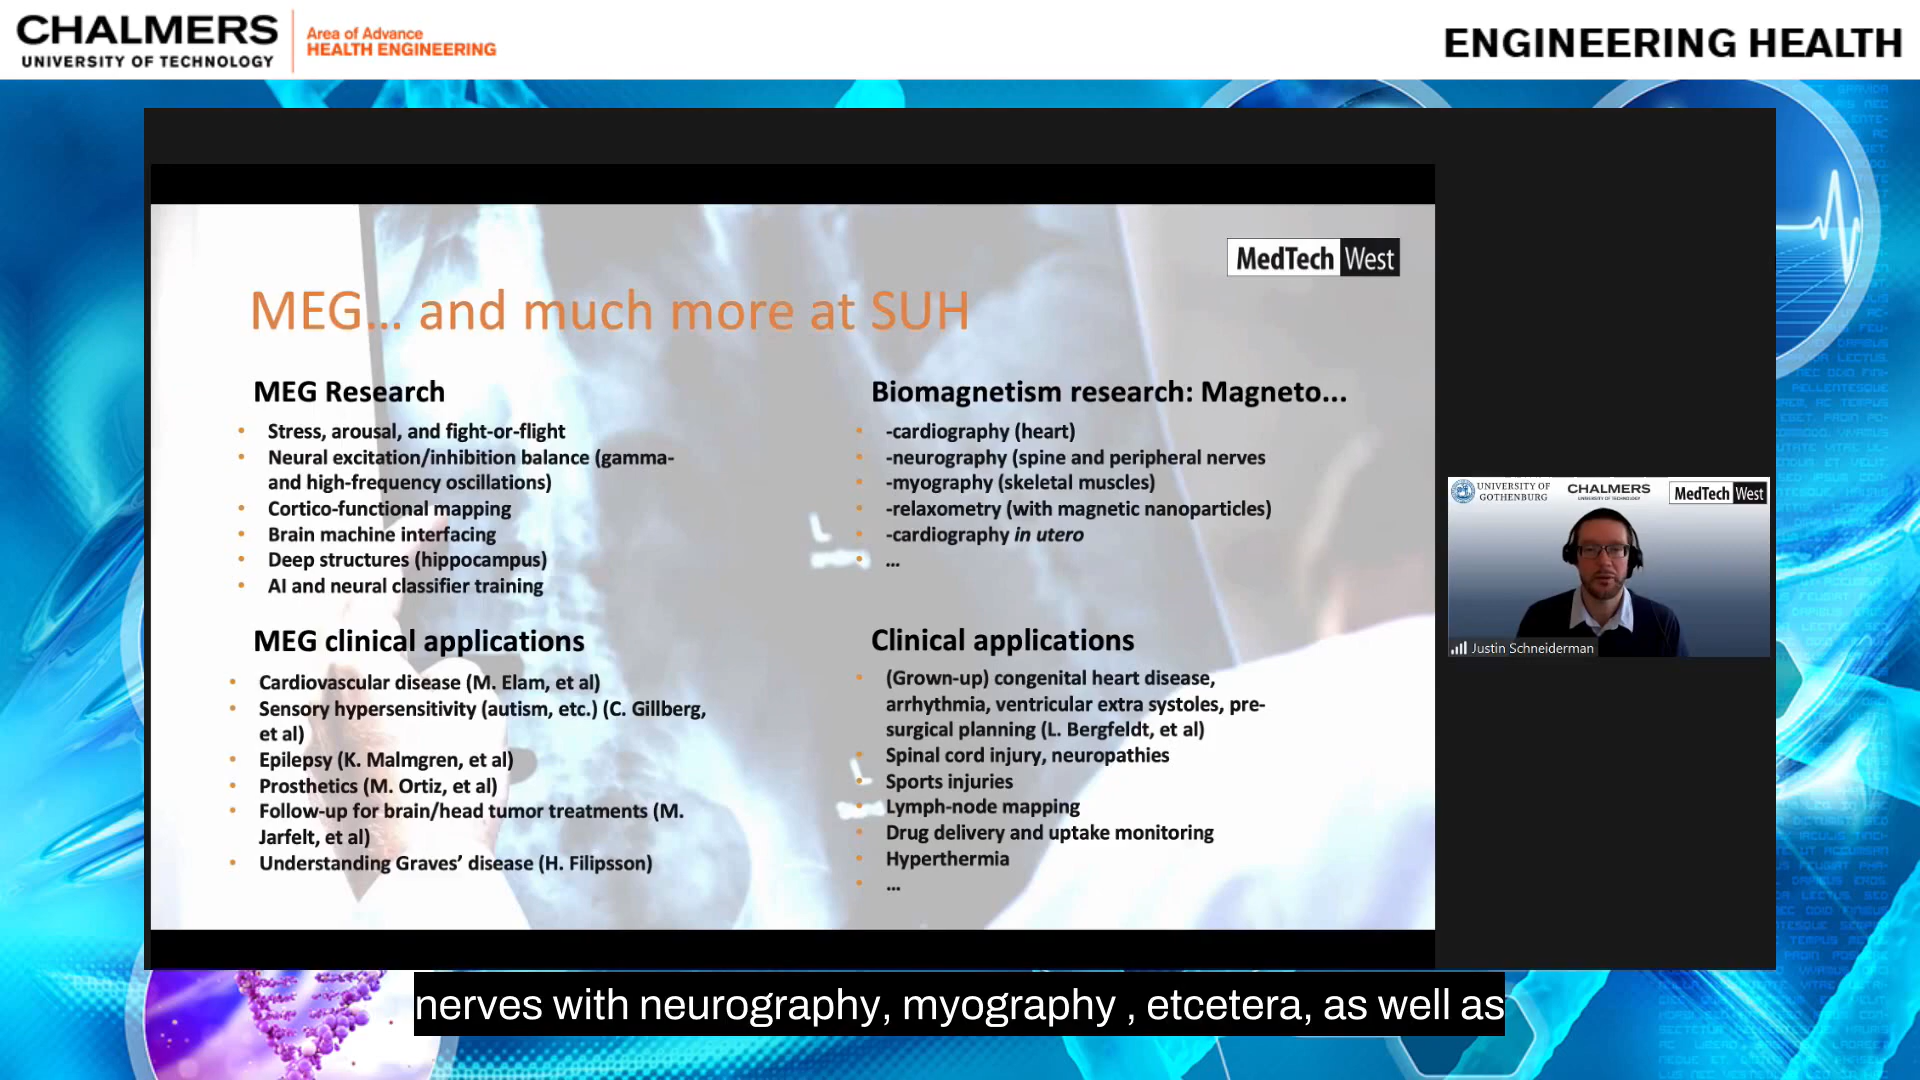 CHALMERS
UNIVERSITY OF TECHNOLOGY
Area of Advance
HEALTH ENGINEERING
ENGINEERING HEALTH
MedTech West
MEG... and much more at SUH
MEG Research
• Stress, arousal, and fight-or-flight
• Neural excitation/inhibition balance (gamma-
and high-frequency oscillations)
• Cortico-functional mapping
• Brain machine interfacing
• Deep structures (hippocampus)
• AI and neural classifier training
MEG clinical applications
• Cardiovascular disease (M. Elam, et al)
• Sensory hypersensitivity (autism, etc.) (C. Gillberg,
et al)
• Epilepsy (K. Malmgren, et al)
• Prosthetics (M. Ortiz, et al)
• Follow-up for brain/head tumor treatments (M.
Jarfelt, et al)
• Understanding Graves’ disease (H. Filipsson)
Biomagnetism research: Magneto...
• -cardiography (heart)
• -neurography (spine and peripheral nerves
• -myography (skeletal muscles)
• -relaxometry (with magnetic nanoparticles)
• -cardiography in utero
• ...
Clinical applications
• (Grown-up) congenital heart disease,
arrhythmia, ventricular extra systoles, pre-
surgical planning (L. Bergfeldt, et al)
• Spinal cord injury, neuropathies
• Sports injuries
• Lymph-node mapping
• Drug delivery and uptake monitoring
• Hyperthermia
• ...
UNIVERSITY OF
GOTHENBURG
CHALMERS
UNIVERSITY OF TECHNOLOGY
MedTech West
Justin Schneiderman
nerves with neurography, myography , etcetera, as well as